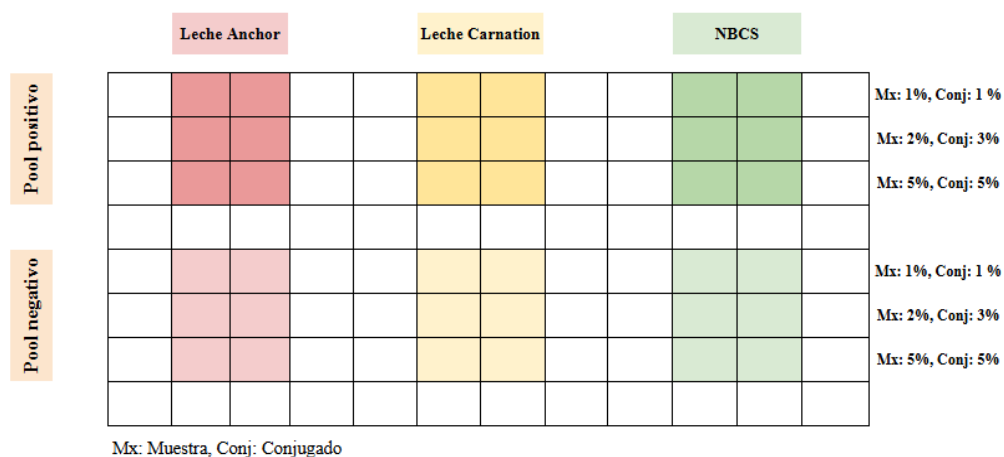 Leche Anchor
Leche Carnation
NBCS
Pool positivo
Mx: 1%, Conj: 1 %
Mx: 2%, Conj: 3%
Mx: 5%, Conj: 5%
Pool negativo
Mx: 1%, Conj: 1 %
Mx: 2%, Conj: 3%
Mx: 5%, Conj: 5%
Mx: Muestra, Conj: Conjugado